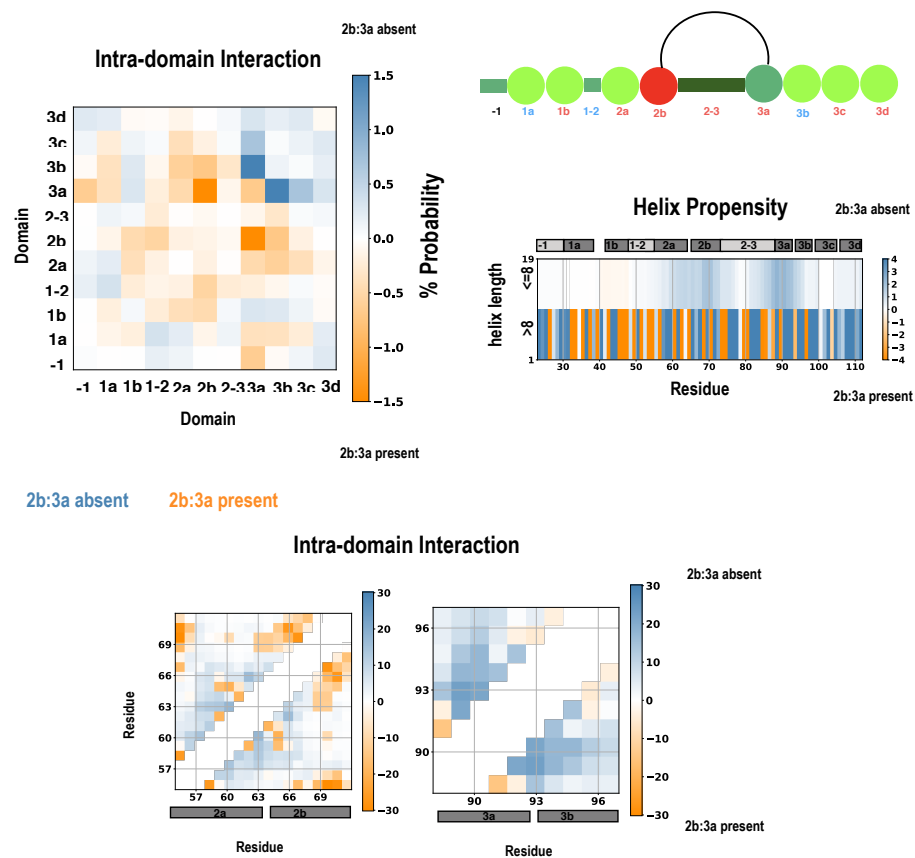 2b:3a absent
Intra-domain Interaction
1.5
1.0
0.5
0.0
−0.5
−1.0
−1.5
% Probability
3d
3c
3b
3a
2-3
2b
2a
1-2
1b
1a
-1
Domain
-1 1a 1b 1-2 2a 2b 2-3 3a 3b 3c 3d
Domain
2b:3a present
-1 1a 1b 1-2 2a 2b 2-3 3a 3b 3c 3d
Helix Propensity
2b:3a absent
-1 1a 1b 1-2 2a 2b 2-3 3a 3b 3c 3d
helix length
19
>=8
<8
1
30 40 50 60 70 80 90 100 110
Residue
4
3
2
1
0
−1
−2
−3
−4
2b:3a present
2b:3a absent 2b:3a present
Intra-domain Interaction
2b:3a absent
69
66
63
60
57
Residue
57 60 63 66 69
2a 2b
Residue
30
20
10
0
−10
−20
−30
96
93
90
90 93 96
3a 3b
Residue
30
20
10
0
−10
−20
−30
2b:3a present